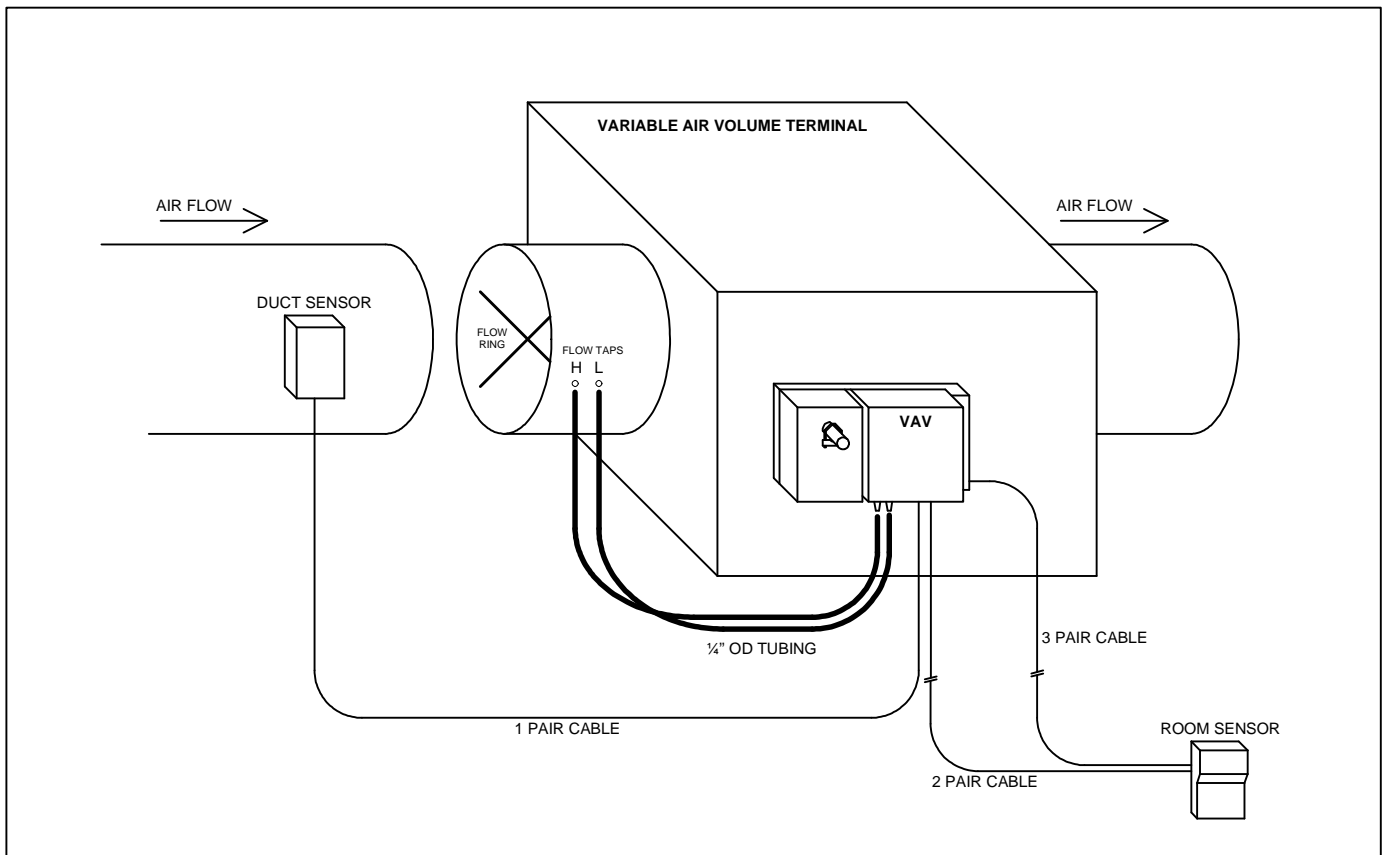 VARIABLE AIR VOLUME TERMINAL
AIR FLOW
AIR FLOW
DUCT SENSOR
FLOW
RING
FLOW TAPS
H L
VAV
3 PAIR CABLE
¼” OD TUBING
1 PAIR CABLE
ROOM SENSOR
2 PAIR CABLE